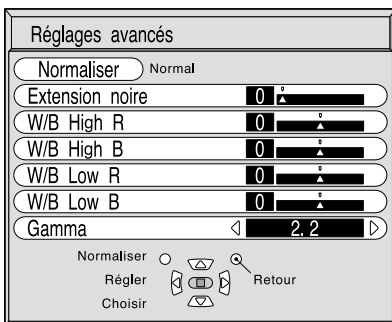 Réglages avancés
Normaliser Normal
Extension noire 0
W/B High R 0
W/B High B 0
W/B Low R 0
W/B Low B 0
Gamma 2.2
Normaliser
Régler Retour
Choisir